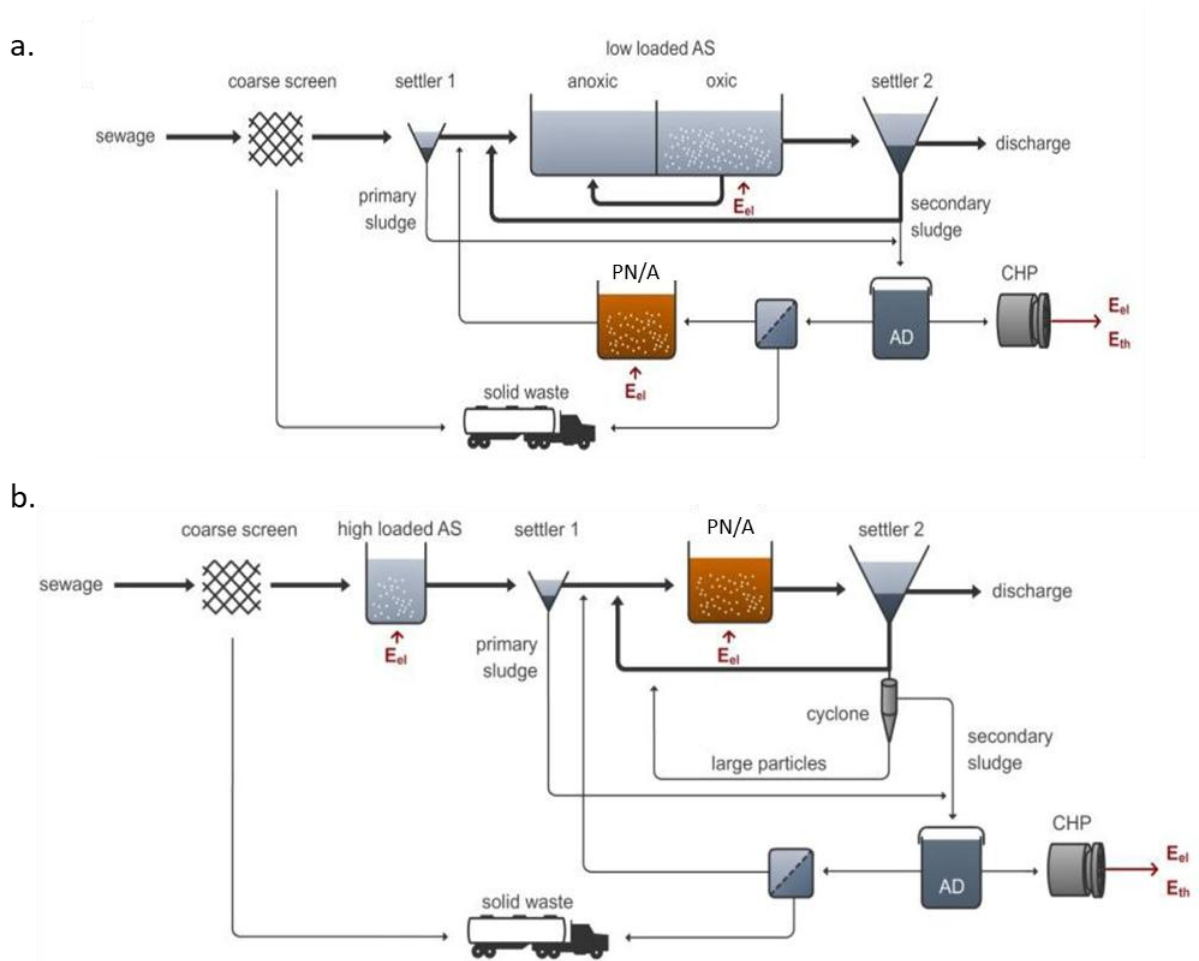 a.
low loaded AS
coarse screen
settler 1
anoxic
oxic
settler 2
sewage
discharge
primary
sludge
Eel
secondary
sludge
PN/A
CHP
AD
Eel
Eth
Eel
solid waste
b.
coarse screen
high loaded AS
settler 1
PN/A
settler 2
sewage
discharge
primary
sludge
Eel
Eel
cyclone
secondary
sludge
large particles
CHP
AD
Eel
Eth
solid waste